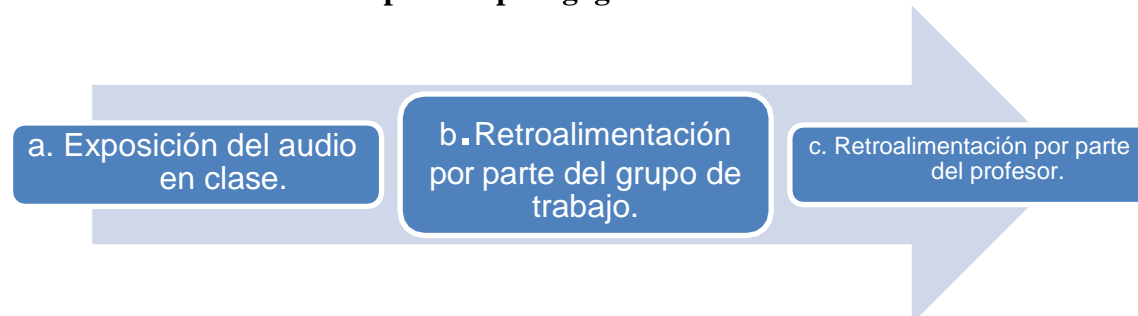 a. Exposición del audio
en clase.
b.Retroalimentación
por parte del grupo de
trabajo.
c. Retroalimentación por parte
del profesor.